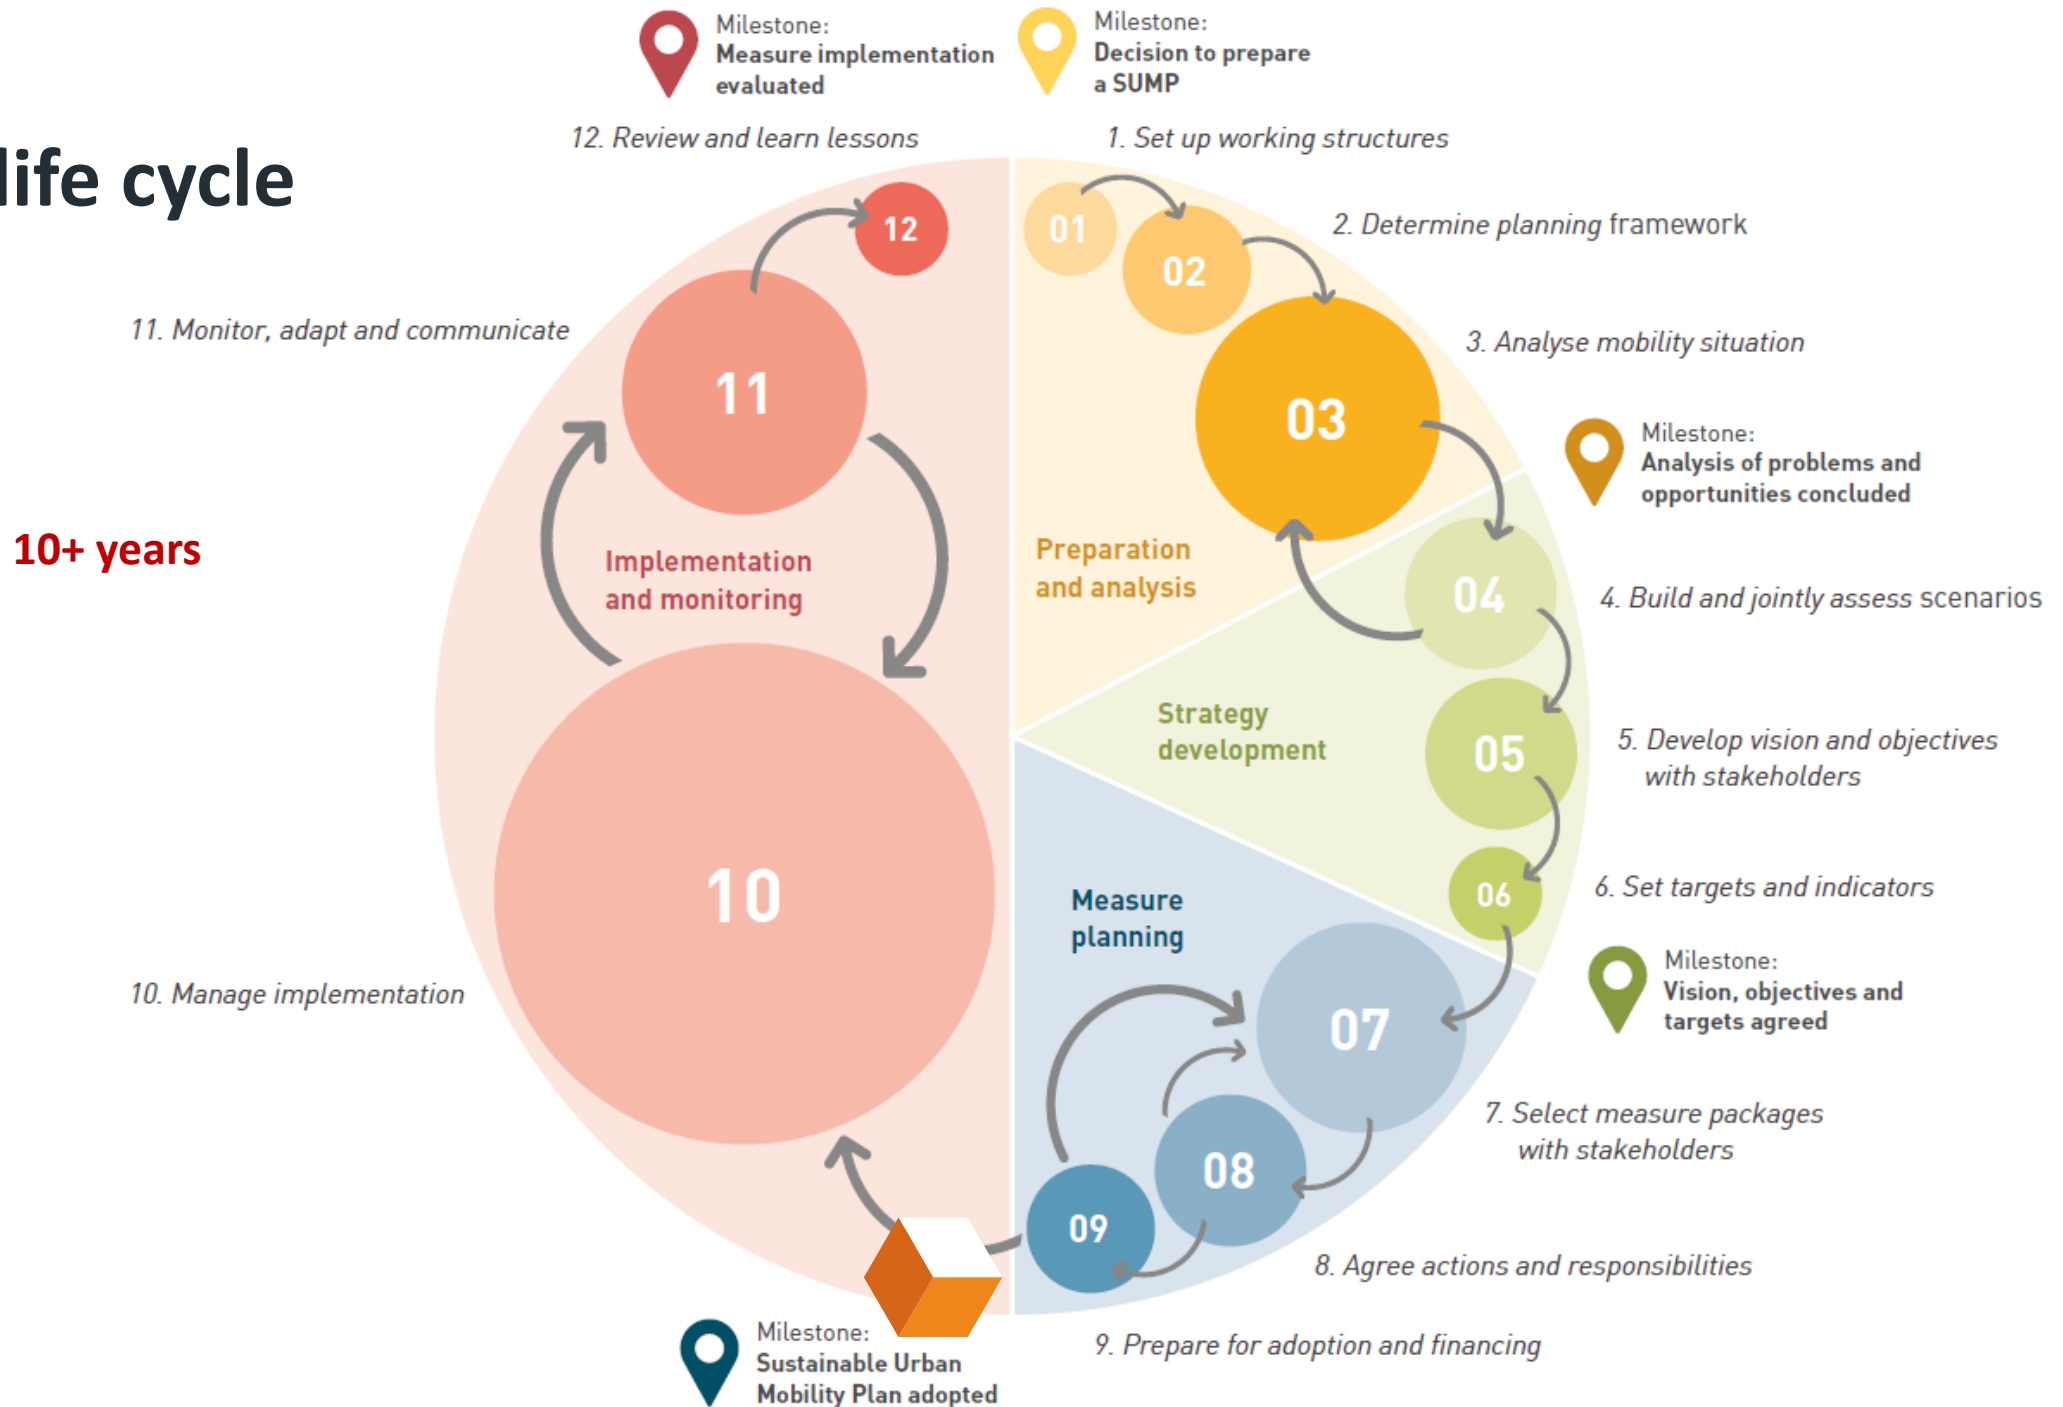 life cycle
10+ years
Milestone:
Measure implementation
evaluated
Milestone:
Decision to prepare
a SUMP
12. Review and learn lessons
1. Set up working structures
2. Determine planning framework
3. Analyse mobility situation
11. Monitor, adapt and communicate
12
01
02
03
11
Milestone:
Analysis of problems and
opportunities concluded
Implementation
and monitoring
Preparation
and analysis
04
4. Build and jointly assess scenarios
Strategy
development
05
5. Develop vision and objectives
with stakeholders
06
6. Set targets and indicators
Milestone:
Vision, objectives and
targets agreed
10
10. Manage implementation
Measure
planning
07
7. Select measure packages
with stakeholders
08
8. Agree actions and responsibilities
09
9. Prepare for adoption and financing
Milestone:
Sustainable Urban
Mobility Plan adopted